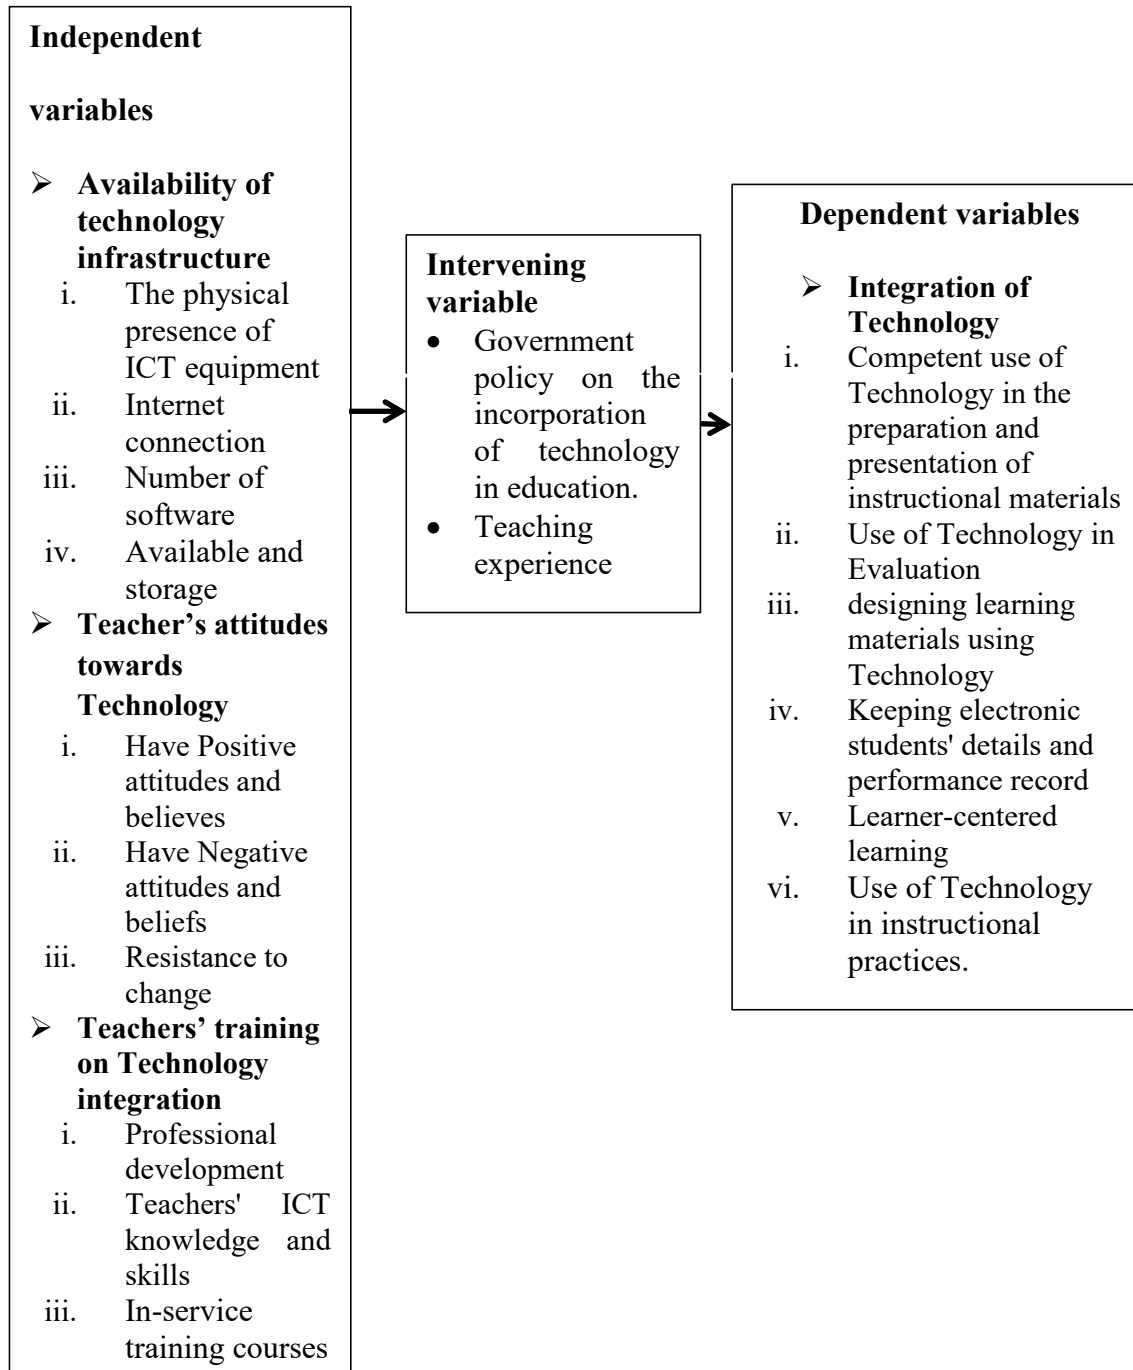 Independent
variables
➢ Availability of
technology
infrastructure
i. The physical
presence of
ICT equipment
ii. Internet
connection
iii. Number of
software
iv. Available and
storage
➢ Teacher’s attitudes
towards
Technology
i. Have Positive
attitudes and
believes
ii. Have Negative
attitudes and
beliefs
iii. Resistance to
change
➢ Teachers’ training
on Technology
integration
i. Professional
development
ii. Teachers' ICT
knowledge and
skills
iii. In-service
training courses
Intervening
variable
• Government
policy on the
incorporation
of technology
in education.
• Teaching
experience
Dependent variables
➢ Integration of
Technology
i. Competent use of
Technology in the
preparation and
presentation of
instructional materials
ii. Use of Technology in
Evaluation
iii. designing learning
materials using
Technology
iv. Keeping electronic
students' details and
performance record
v. Learner-centered
learning
vi. Use of Technology
in instructional
practices.